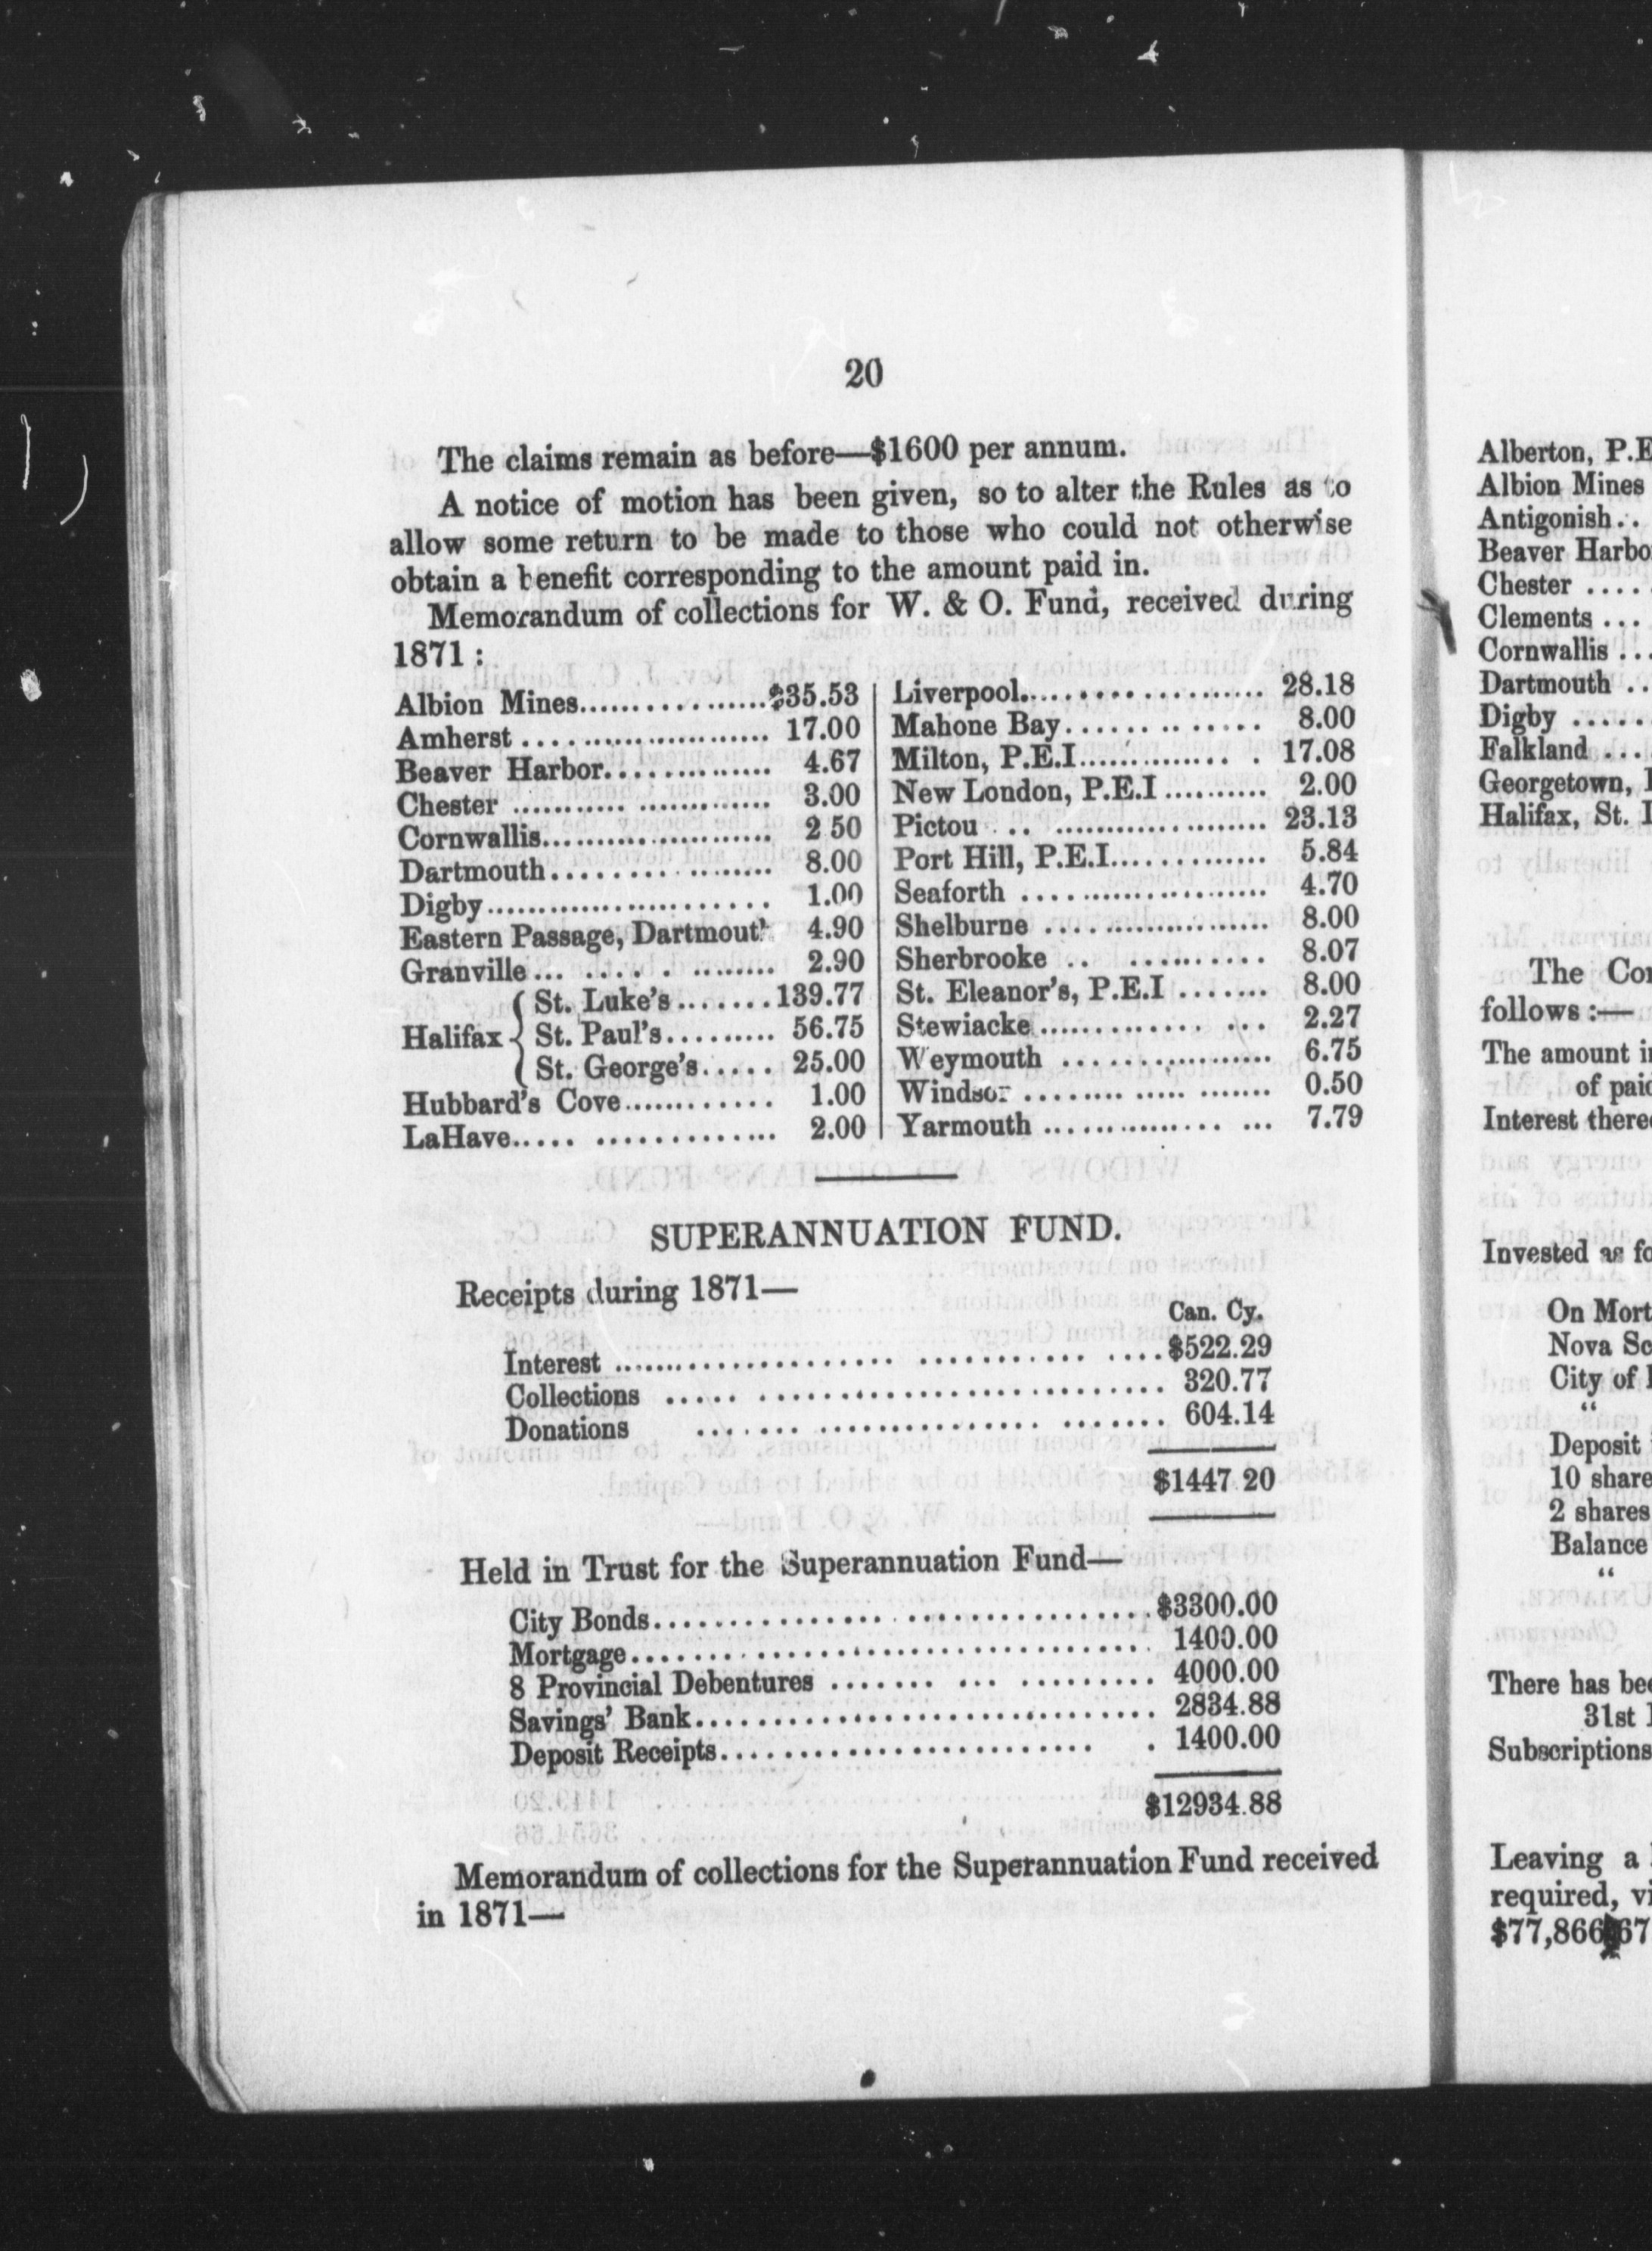 20
The claims remain as before—$1600 per annum.
A notice of motion has been given, so to alter the Rules as to
allow some return to be made to those who could not otherwise
obtain a benefit corresponding to the amount paid in.
Memorandum of collections for W. & O. Fund, received during
1871 :
Albion Mines..................$35.53
Amherst ........................ 17.00
Beaver Harbor................ 4.67
Chester ......................... 3.00
Cornwallis....................... 2 50
Dartmouth...................... 8.00
Digby............................ 1.00
Eastern Passage, Dartmouth 4.90
Granville ... ..... . ........ 2.90
Halifax { St. Luke's.......139.77
St. Paul's......... 56.75
St. George's..... 25.00
Hubbard's Cove............ 1.00
LaHave..... .............. 2.00
Liverpool..................... 28.18
Mahone Bay................ 8.00
Milton, P.E.I.............. . 17.08
New London, P.E.I .......... 2.00
Pictou . .. ..................... 23.13
Port Hill, P.E.I............. 5.84
Seaforth ...................... 4.70
Shelburne .................... 8.00
Sherbrooke .. .......... 8.07
St. Eleanor's, P.E.I ....... 8.00
Stewiacke............. ... 2.27
Weymouth .................. 6.75
Windsor ........ ..... ....... 0.50
Yarmouth ................ ... 7.79
SUPERANNUATION FUND.
Receipts during 1871—
Can. Cy.
Interest ...................... ........... ....$522.29
Collections ..... ................................ 320.77
Donations ....... .................. ....... 604.14
$1447 20
Held in Trust for the Superannuation Fund—
City Bonds................ .....................$3300.00
Mortgage........................................ 1400.00
8 Provincial Debentures ....... ... ......... 4000.00
Savings' Bank.................................. 2834.88
Deposit Receipts......................... . 1400.00
$12934.88
Memorandum of collections for the Superannuation Fund received
in 1871—
Alberton, P.E
Albion Mines
Antigonish..
Beaver Harbo
Chester ....
Clements ...
Cornwallis ...
Dartmouth ..
Digby .....
Falkland ...
Georgetown,
Halifax, St.
The Co
follows :—
The amount i
of paid
Interest there
Invested as fo
On Mort
Nova Sc
City of
"
Deposit
10 share
2 shares
Balance
"
There has bee
31st
Subscriptions
Leaving a
required, vi
$77,866 67